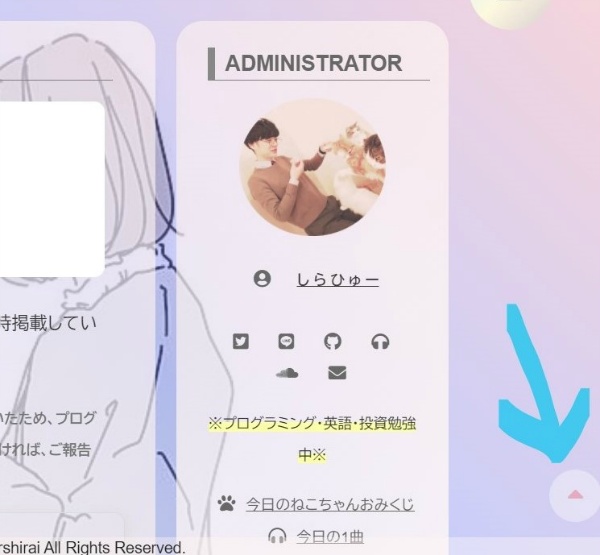 ADMINISTRATOR
しらひゅー
LINE
時掲載してい
※プログラミング・英語・投資勉強
中※
いたため、プログ
ければ、ご報告
今日のねこちゃんおみくじ
今日の1曲
rshirai All Rights Reserved.